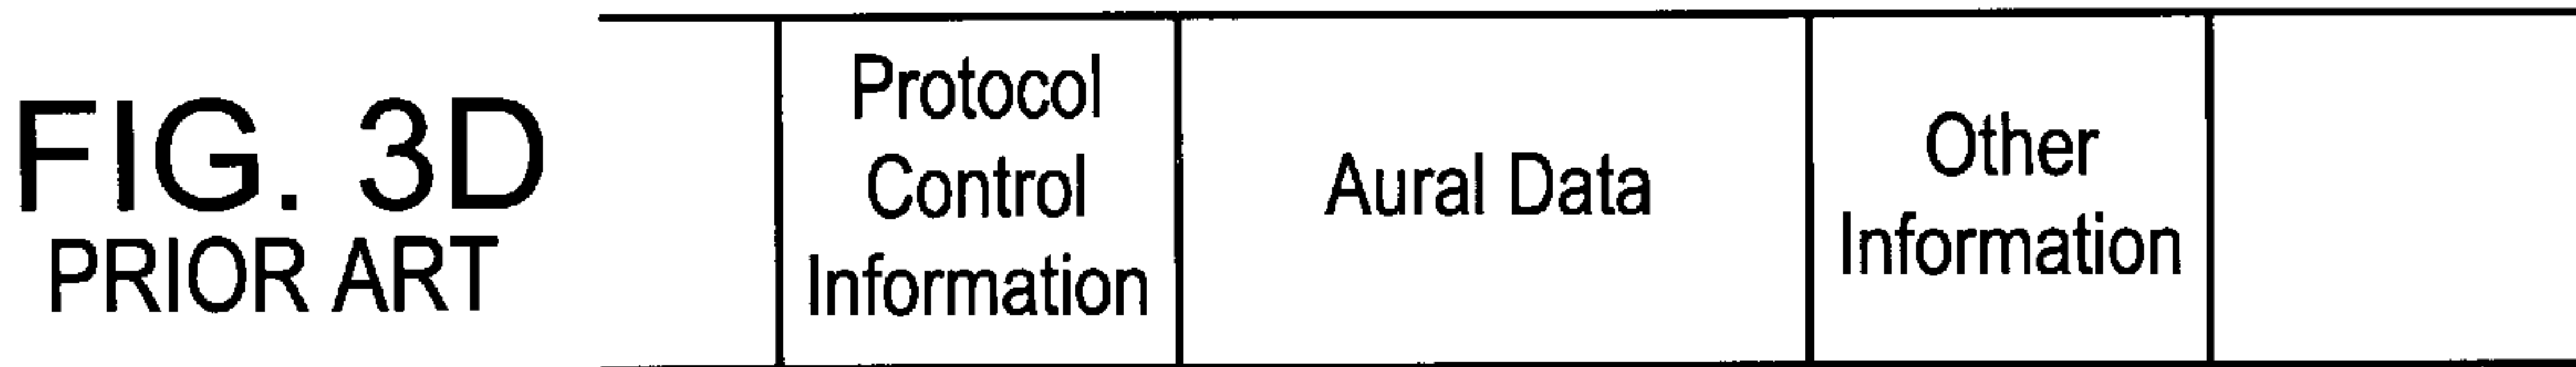 FIG. 3D
PRIOR ART
Protocol
Control
Information
Aural Data
Other
Information